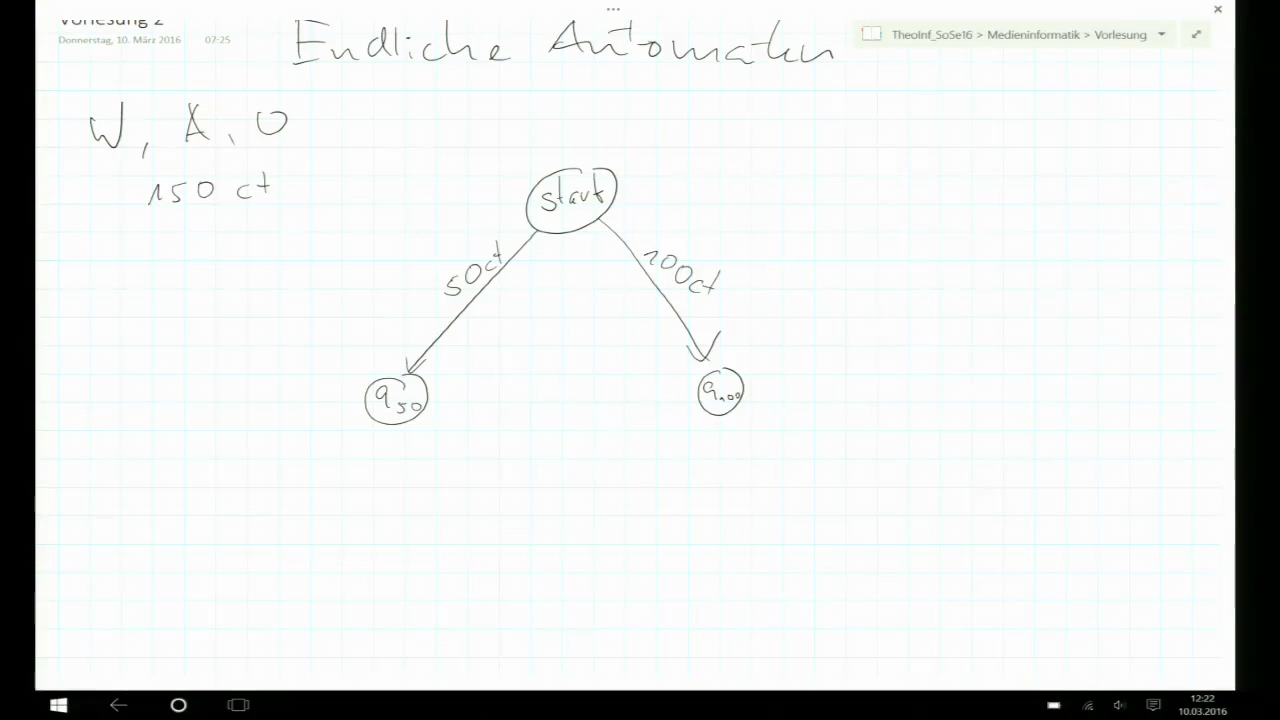 Vorlesung 2
Donnerstag, 10. März 2016 07:25
Endliche Automaten
TheoInf_SoSe16 > Medieninformatik > Vorlesung
W, A, O
150 ct
start
50ct
100ct
q50
q100
12:22
10.03.2016